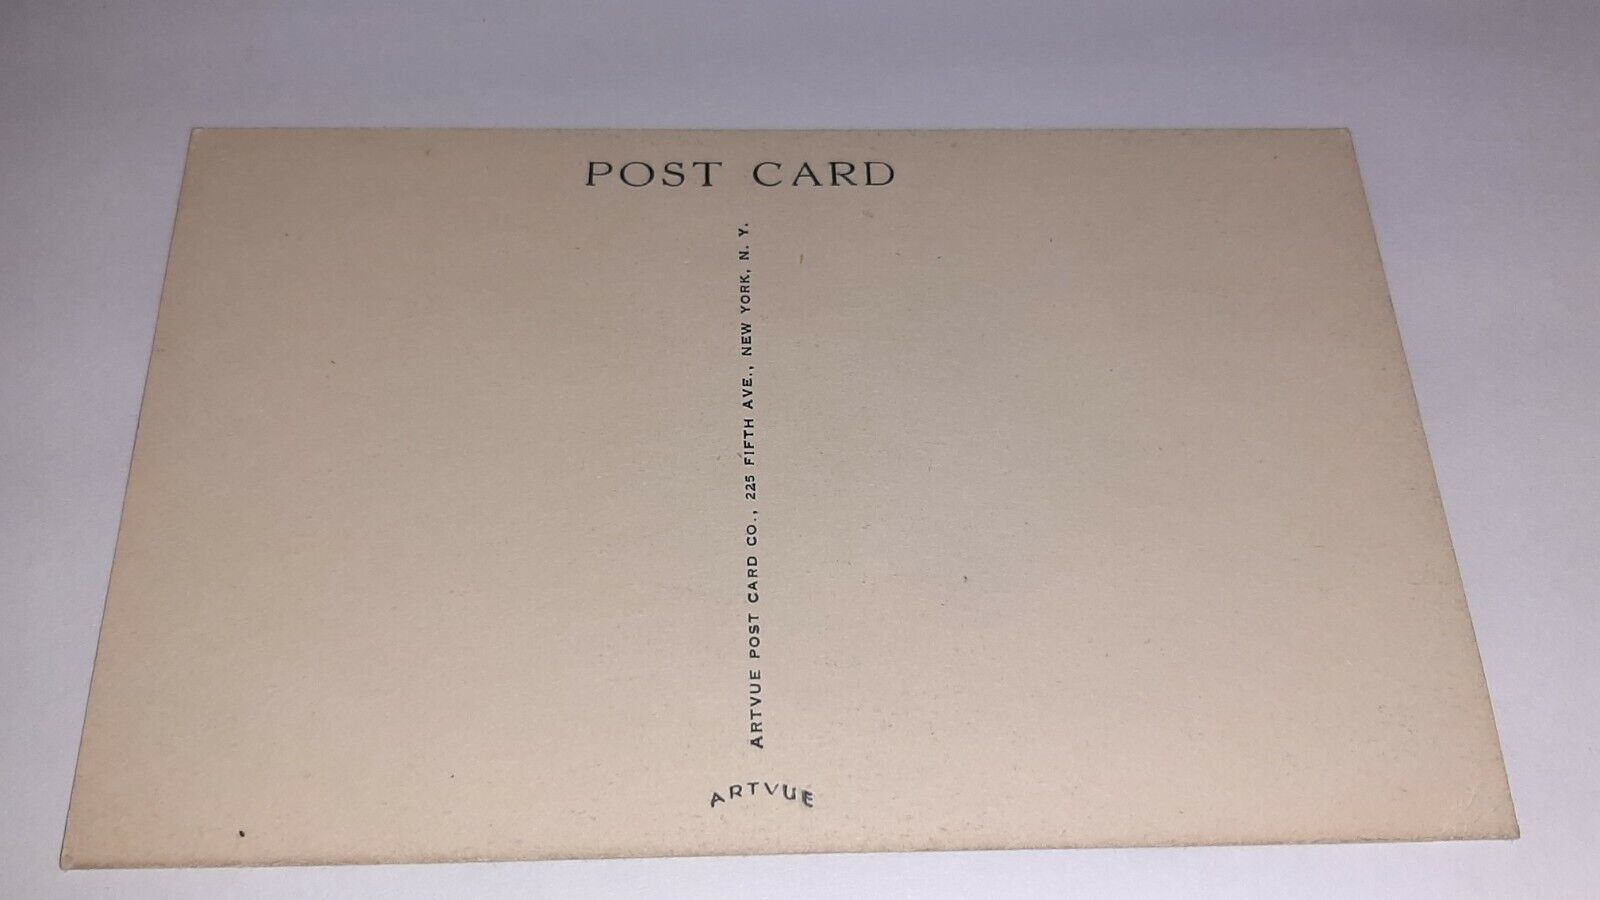 POST CARD
ARTVUE POST CARD CO., 225 FIFTH AVE., NEW YORK, N. Y.
ARTVUE